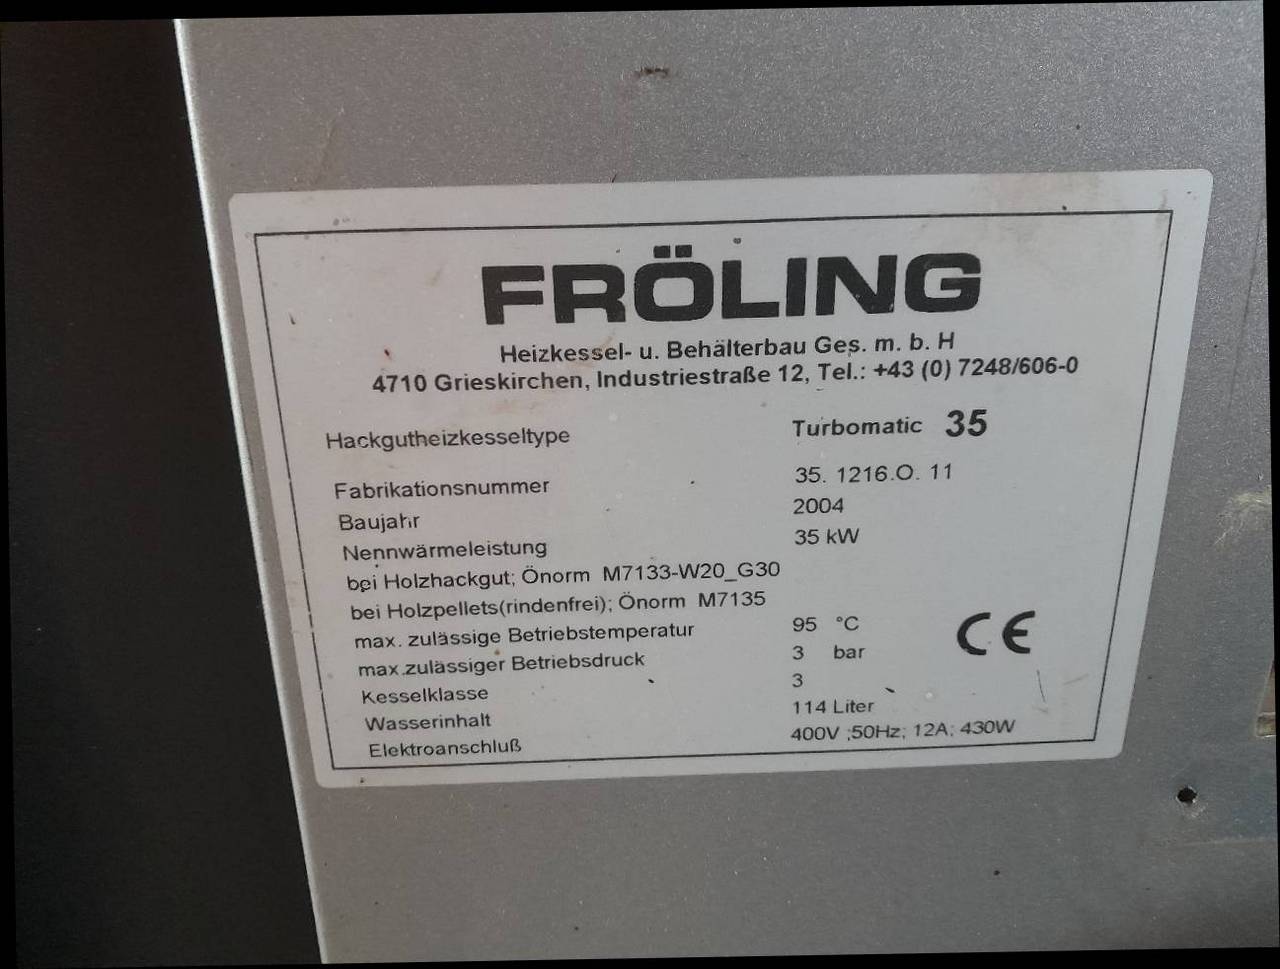 FRÖLING
Heizkessel- u. Behälterbau Ges. m. b. H
4710 Grieskirchen, Industriestraße 12, Tel.: +43 (0) 7248/606-0
Hackgutheizkesseltype Turbomatic 35
Fabrikationsnummer 35. 1216.O. 11
Baujahr 2004
Nennwärmeleistung 35 kW
bei Holzhackgut; Önorm M7133-W20_G30
bei Holzpellets(rindenfrei); Önorm M7135
max. zulässige Betriebstemperatur 95 °C
max.zulässiger Betriebsdruck 3 bar
Kesselklasse 3
Wasserinhalt 114 Liter
Elektroanschluß 400V ;50Hz; 12A; 430W
CE